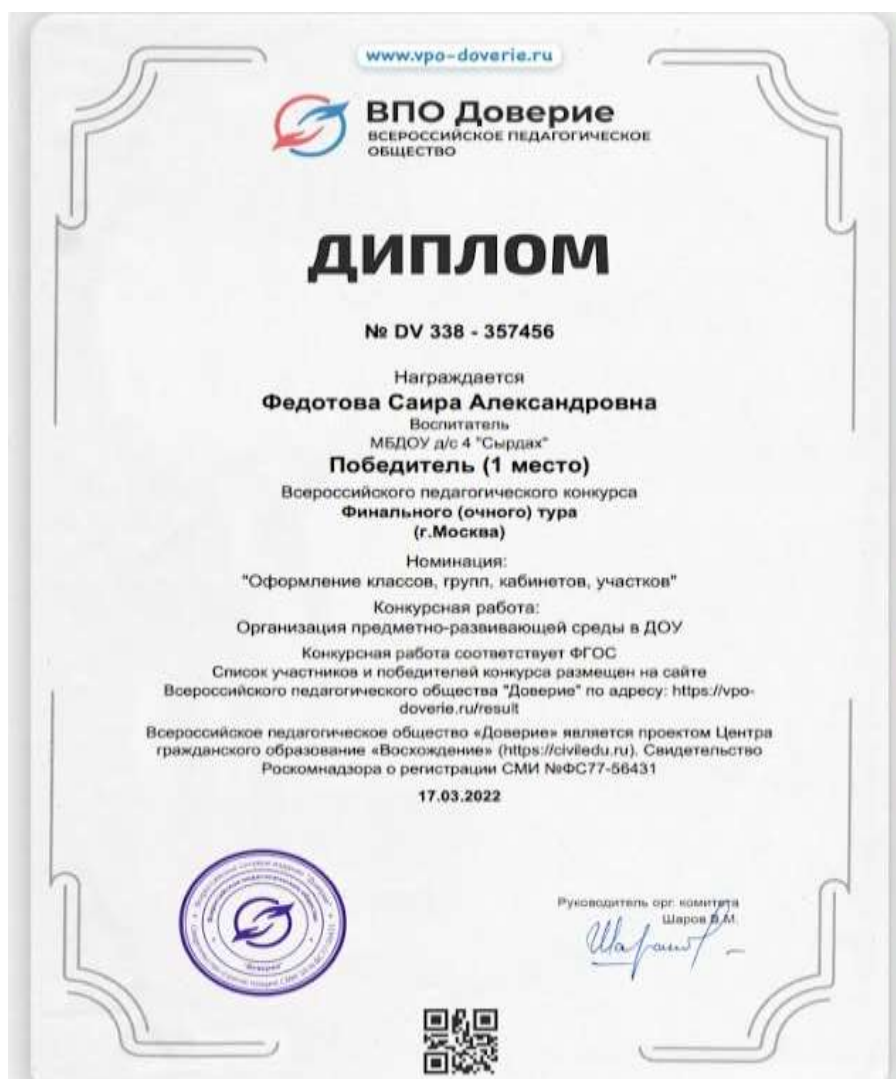 www.vpo-doverie.ru
ВПО Доверие
ВСЕРОССИЙСКОЕ ПЕДАГОГИЧЕСКОЕ
ОБЩЕСТВО
ДИПЛОМ
№ DV 338 - 357456
Награждается
Федотова Саира Александровна
Воспитатель
МБДОУ д/с 4 "Сырдах"
Победитель (1 место)
Всероссийского педагогического конкурса
Финального (очного) тура
(г.Москва)
Номинация:
"Оформление классов, групп, кабинетов, участков"
Конкурсная работа:
Организация предметно-развивающей среды в ДОУ
Конкурсная работа соответствует ФГОС
Список участников и победителей конкурса размещен на сайте
Всероссийского педагогического общества "Доверие" по адресу: https://vpo-
doverie.ru/result
Всероссийское педагогическое общество «Доверие» является проектом Центра
гражданского образование «Восхождение» (https://civiledu.ru). Свидетельство
Роскомнадзора о регистрации СМИ №ФС77-56431
17.03.2022
Руководитель орг. комитета
Шаров В.М.
"Доверие"